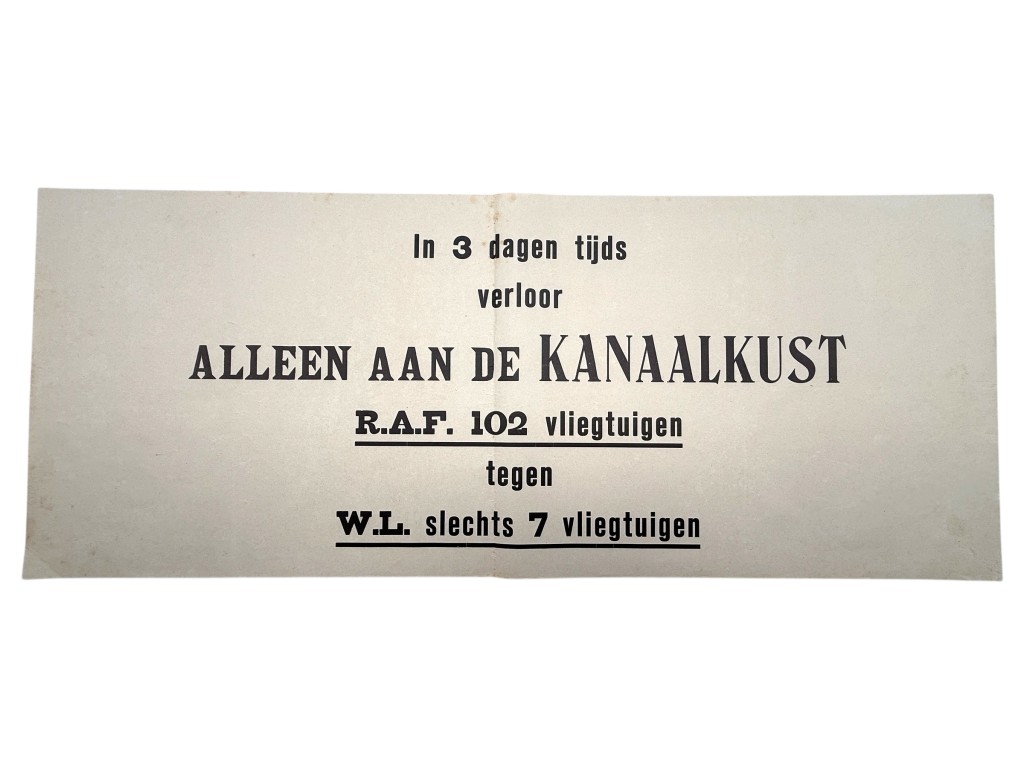 In 3 dagen tijds
verloor
ALLEEN AAN DE KANAALKUST
R.A.F. 102 vliegtuigen
tegen
W.L. slechts 7 vliegtuigen